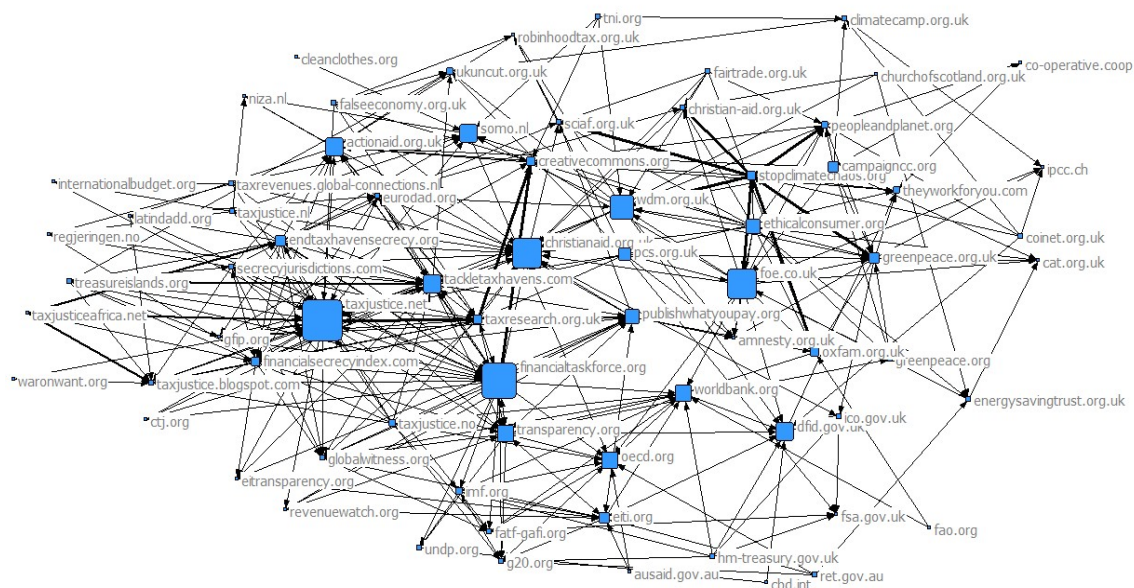 tni.org
climatecamp.org.uk
robinhoodtax.org.uk
cleanclothes.org
co-operative.coop
ukuncut.org.uk
fairtrade.org.uk
churchofscotland.org.uk
niza.nl
falseeconomy.org.uk
christian-aid.org.uk
somo.nl
sciaf.org.uk
peopleandplanet.org
actionaid.org.uk
creativecommons.org
campaigncc.org
ipcc.ch
stopclimatechaos.org
internationalbudget.org
taxrevenues.global-connections.nl
theyworkforyou.com
eurodad.org
wdm.org.uk
latindadd.org
taxjustice.nl
ethicalconsumer.org
regjeringen.no
endtaxhavensecrecy.org
christianaid.org.uk
coinet.org.uk
pcs.org.uk
greenpeace.org.uk
cat.org.uk
secrecyjurisdictions.com
treasureislands.org
tackletaxhavens.com
foe.co.uk
taxjustice.net
taxjusticeafrica.net
taxresearch.org.uk
publishwhatyoupay.org
gfip.org
amnesty.org.uk
oxfam.org.uk
financialsecrecyindex.com
financialtaskforce.org
greenpeace.org
waronwant.org
taxjustice.blogspot.com
worldbank.org
energysavingtrust.org.uk
ctj.org
taxjustice.no
transparency.org
dfid.gov.uk
ico.gov.uk
globalwitness.org
oecd.org
eitransparency.org
imf.org
revenuewatch.org
eiti.org
fsa.gov.uk
fatf-gafi.org
fao.org
undp.org
g20.org
hm-treasury.gov.uk
ausaid.gov.au
ret.gov.au
cbd.int